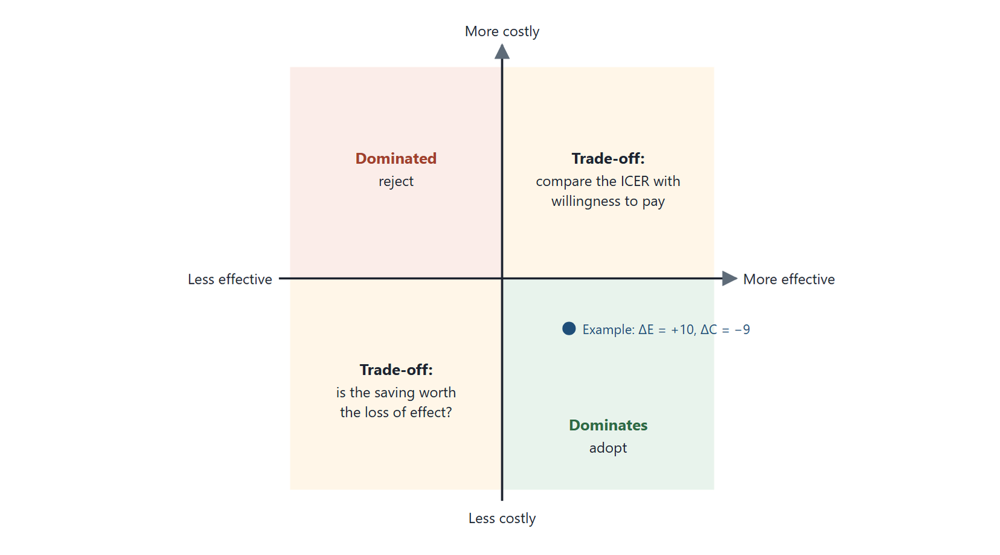 More costly
Dominated
reject
Trade-off:
compare the ICER with
willingness to pay
Less effective
More effective
Example: ΔE = +10, ΔC = −9
Trade-off:
is the saving worth
the loss of effect?
Dominates
adopt
Less costly